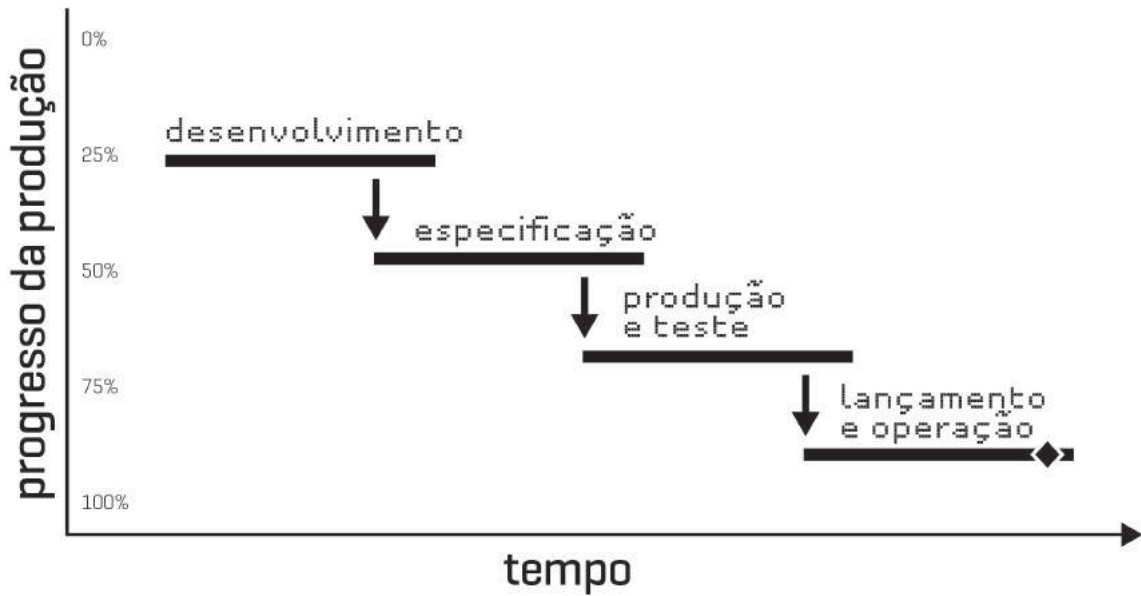 progresso da produção
0%
desenvolvimento
25%
especificação
50%
produção
e teste
75%
lançamento
e operação
100%
tempo